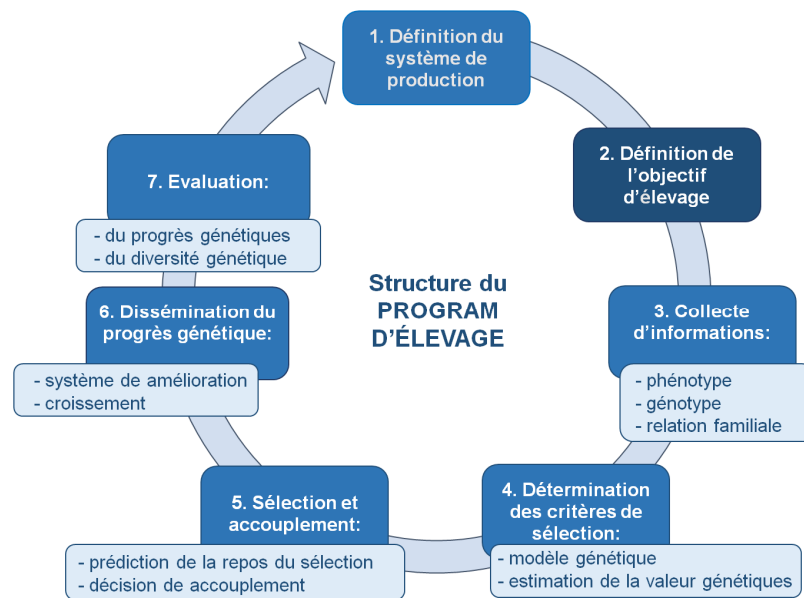 1. Définition du
système de
production
2. Définition de
l'objectif
d'élevage
3. Collecte
d'informations:
- phénotype
- génotype
- relation familiale
4. Détermination
des critères de
sélection:
- modèle génétique
- estimation de la valeur génétiques
5. Sélection et
accouplement:
- prédiction de la repos du sélection
- décision de accouplement
6. Dissémination du
progrès génétique:
- système de amélioration
- croissement
7. Evaluation:
- du progrès génétiques
- du diversité génétique
Structure du
PROGRAM
D'ÉLEVAGE